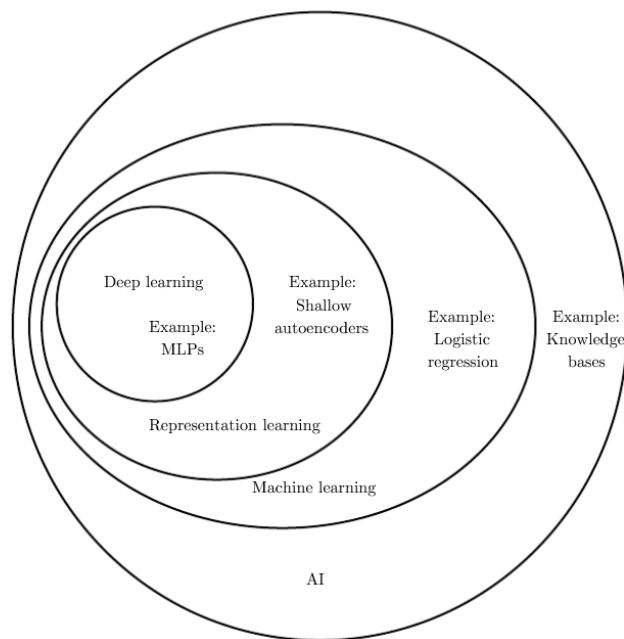 Deep learning
Example:
MLPs
Example:
Shallow
autoencoders
Example:
Logistic
regression
Example:
Knowledge
bases
Representation learning
Machine learning
AI